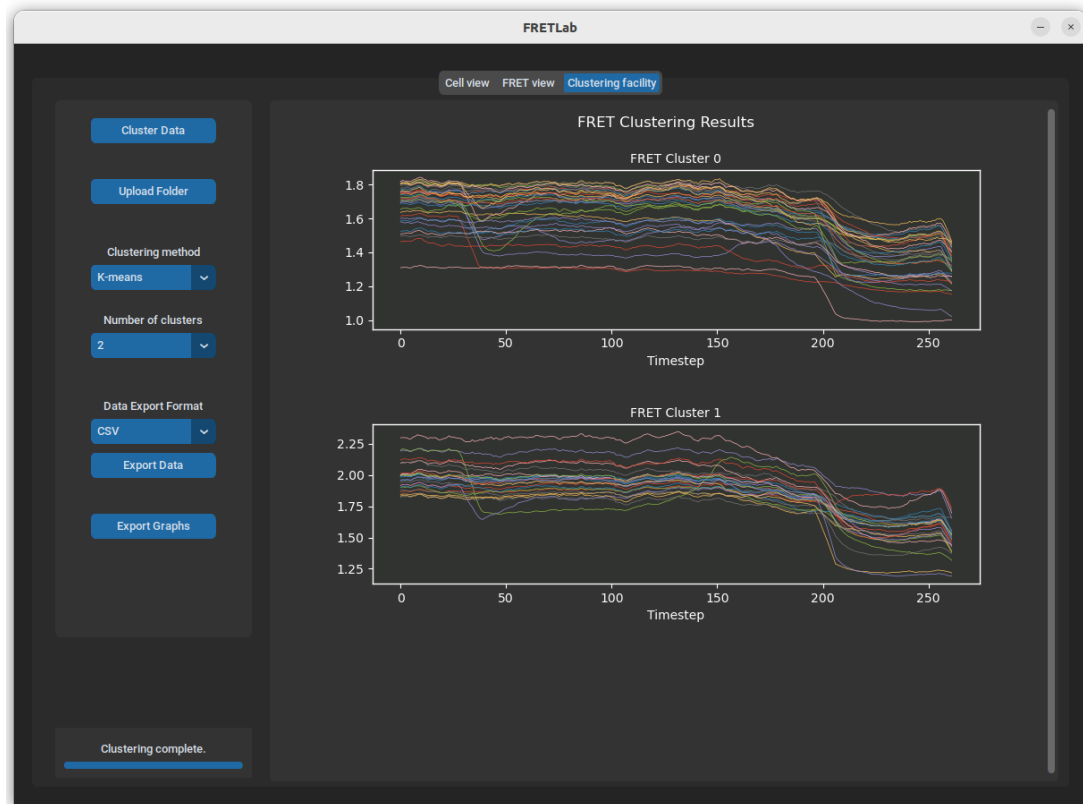 FRETLab
Cell view FRET view Clustering facility
Cluster Data
Upload Folder
Clustering method
K-means
Number of clusters
2
Data Export Format
CSV
Export Data
Export Graphs
Clustering complete.
FRET Clustering Results
FRET Cluster 0
1.8
1.6
1.4
1.2
1.0
0 50 100 150 200 250
Timestep
FRET Cluster 1
2.25
2.00
1.75
1.50
1.25
0 50 100 150 200 250
Timestep